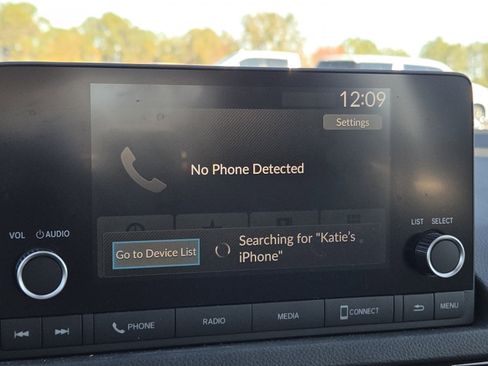 12:09
Settings
No Phone Detected
Go to Device List
Searching for "Katie's
iPhone"
VOL AUDIO
LIST SELECT
PHONE
RADIO
MEDIA
CONNECT
MENU